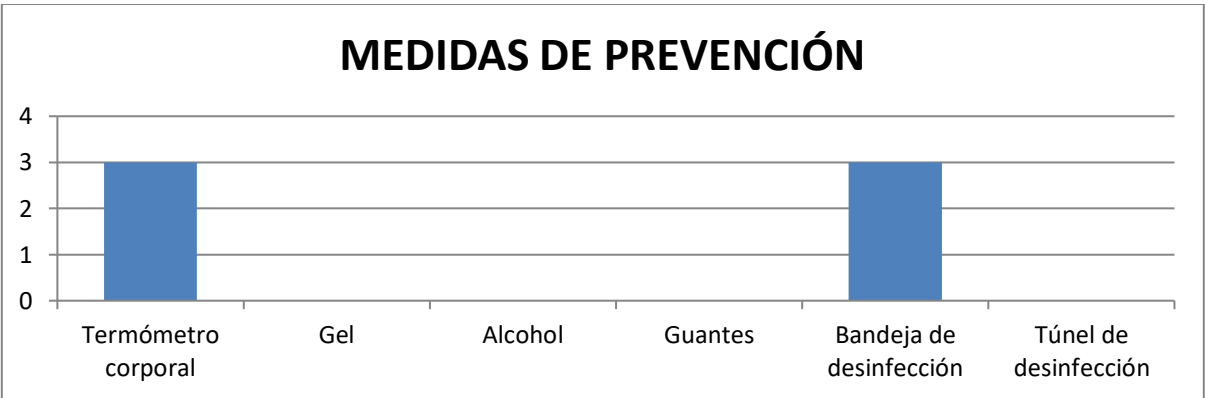 MEDIDAS DE PREVENCIÓN
4
3
2
1
0
Termómetro corporal
Gel
Alcohol
Guantes
Bandeja de desinfección
Túnel de desinfección